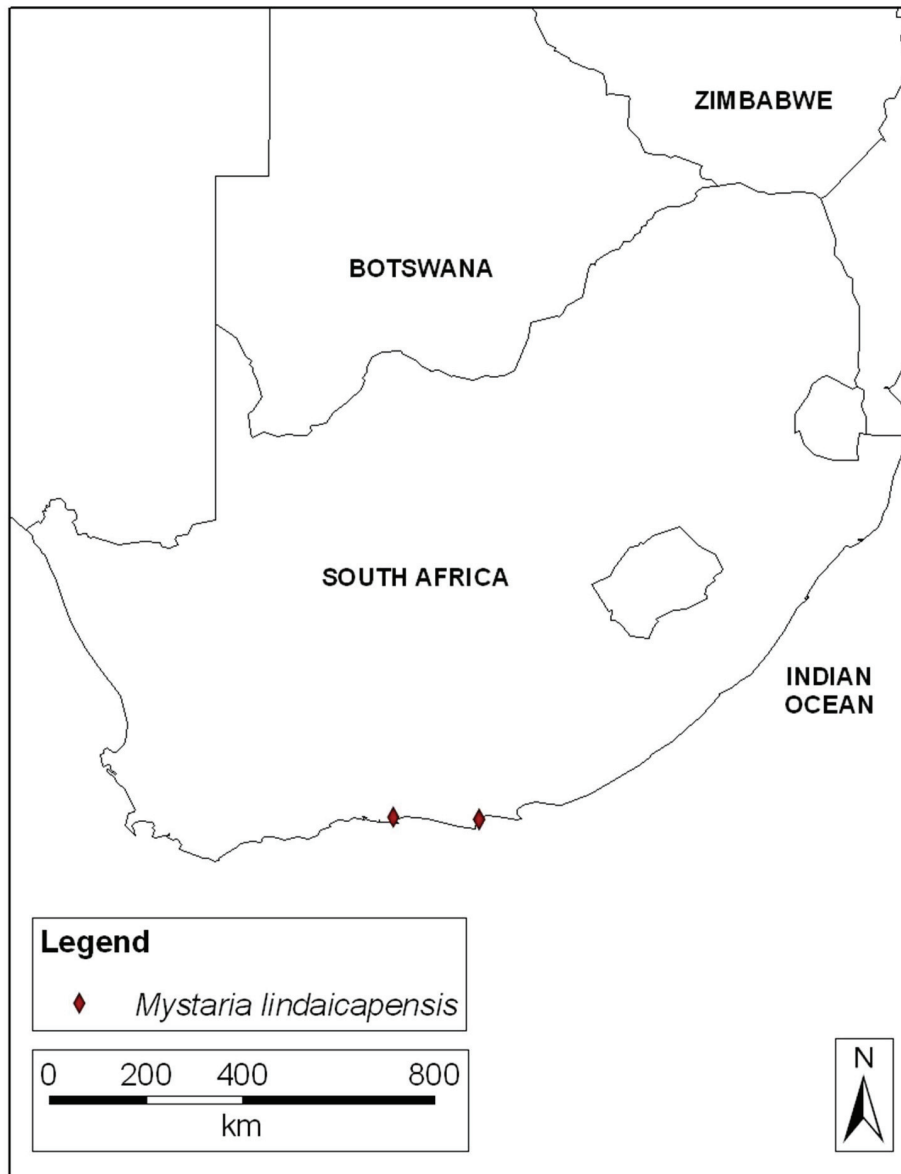 ZIMBABWE
BOTSWANA
SOUTH AFRICA
INDIAN
OCEAN
Legend
Mystaria lindaicapensis
0 200 400 800
km
N